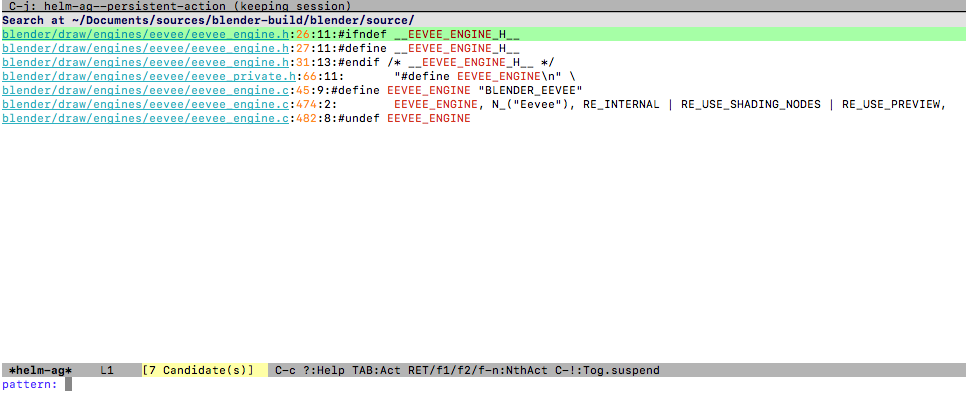 C-j: helm-ag--persistent-action (keeping session)
Search at ~/Documents/sources/blender-build/blender/source/
blender/draw/engines/eevee/eevee_engine.h:26:11:#ifndef __EEVEE_ENGINE_H__
blender/draw/engines/eevee/eevee_engine.h:27:11:#define __EEVEE_ENGINE_H__
blender/draw/engines/eevee/eevee_engine.h:31:13:#endif /* __EEVEE_ENGINE_H__ */
blender/draw/engines/eevee/eevee_private.h:66:11:       "#define EEVEE_ENGINE\n" \
blender/draw/engines/eevee/eevee_engine.c:45:9:#define EEVEE_ENGINE "BLENDER_EEVEE"
blender/draw/engines/eevee/eevee_engine.c:474:2:        EEVEE_ENGINE, N_("Eevee"), RE_INTERNAL | RE_USE_SHADING_NODES | RE_USE_PREVIEW,
blender/draw/engines/eevee/eevee_engine.c:482:8:#undef EEVEE_ENGINE
*helm-ag*    L1    [7 Candidate(s)]   C-c ?:Help TAB:Act RET/f1/f2/f-n:NthAct C-!:Tog.suspend
pattern: